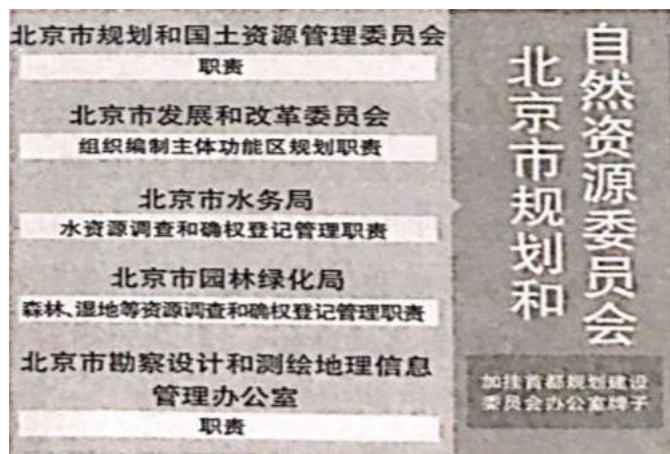 北京市规划和国土资源管理委员会
职责
北京市发展和改革委员会
组织编制主体功能区规划职责
北京市水务局
水资源调查和确权登记管理职责
北京市园林绿化局
森林、湿地等资源调查和确权登记管理职责
北京市勘察设计和测绘地理信息
管理办公室
职责
北京市规划和
自然资源委员会
加挂首都规划建设
委员会办公室牌子